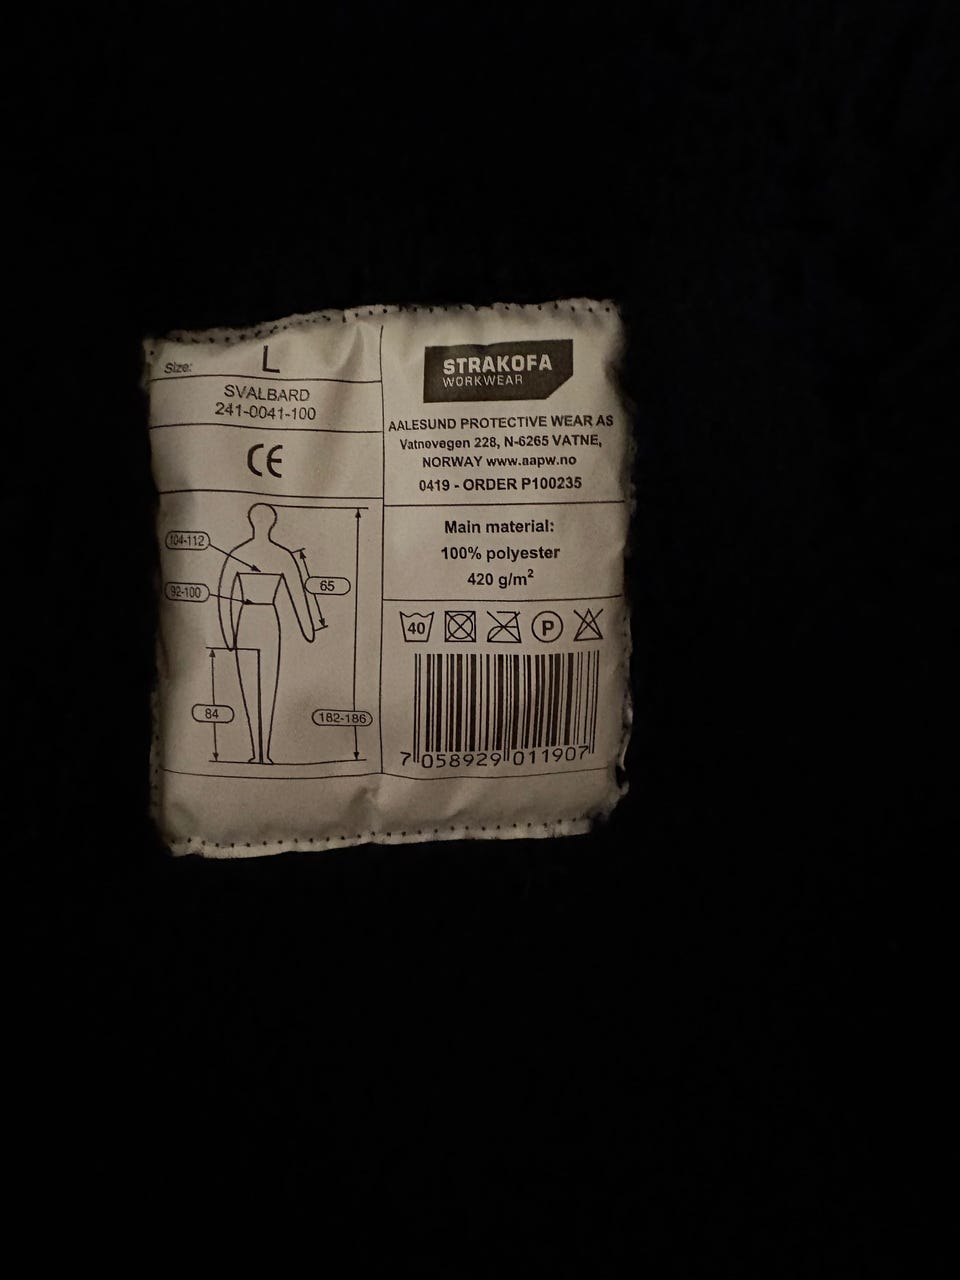 Size: L
SVALBARD
241-0041-100
CE
104-112
92-100
65
84
182-186
STRAKOFA
WORKWEAR
AALESUND PROTECTIVE WEAR AS
Vatnevegen 228, N-6265 VATNE,
NORWAY www.aapw.no
0419 - ORDER P100235
Main material:
100% polyester
420 g/m²
40 P
7 058929 011907